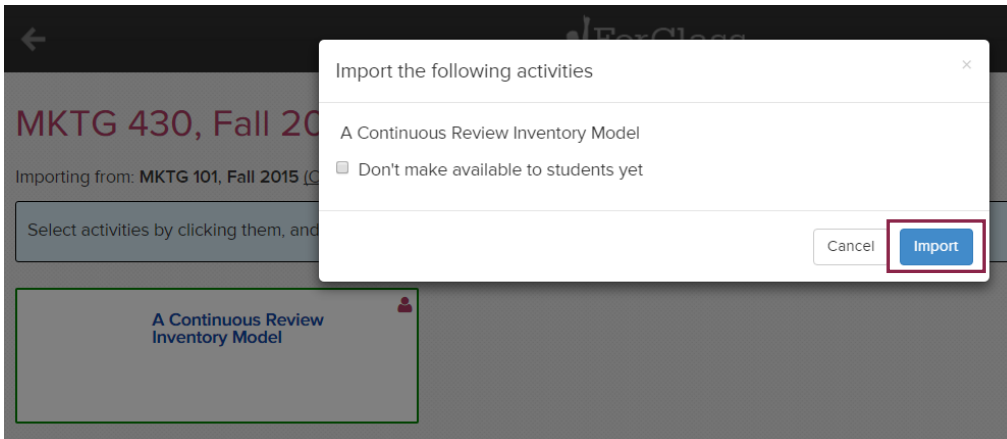 ForClass
Import the following activities
×
MKTG 430, Fall 20
A Continuous Review Inventory Model
Importing from: MKTG 101, Fall 2015 (C
Don't make available to students yet
Select activities by clicking them, and
Cancel
Import
A Continuous Review
Inventory Model